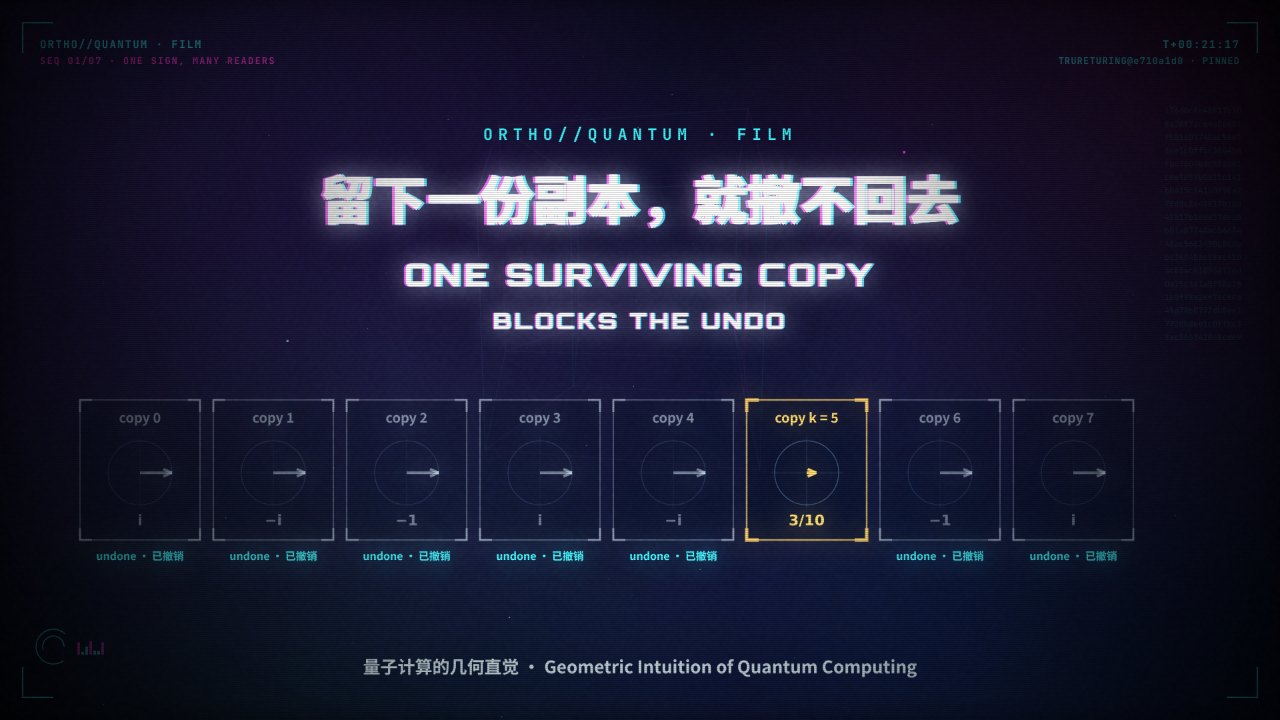 ORTHO//QUANTUM · FILM
SEQ 01/07 · ONE SIGN, MANY READERS
T+00:21:17
TRURETURING@e710a1d0 · PINNED
ORTHO//QUANTUM · FILM
留下一份副本，就撤不回去
ONE SURVIVING COPY
BLOCKS THE UNDO
copy 0
copy 1
copy 2
copy 3
copy 4
copy k = 5
copy 6
copy 7
i
−i
−1
i
−i
3/10
−1
i
undone · 已撤销
undone · 已撤销
undone · 已撤销
undone · 已撤销
undone · 已撤销
undone · 已撤销
undone · 已撤销
量子计算的几何直觉 · Geometric Intuition of Quantum Computing